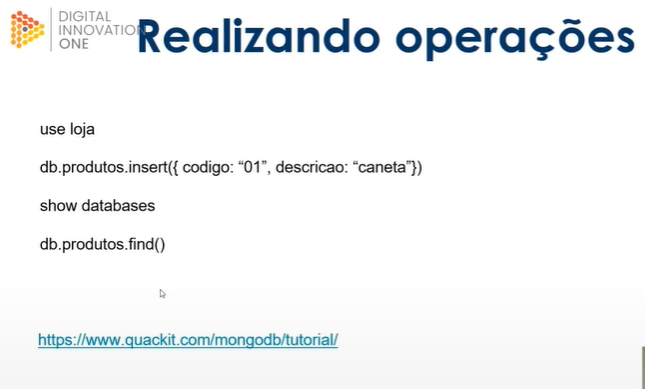 DIGITAL
INNOVATION
ONE
Realizando operações
use loja
db.produtos.insert({ codigo: “01”, descricao: “caneta”})
show databases
db.produtos.find()
https://www.quackit.com/mongodb/tutorial/